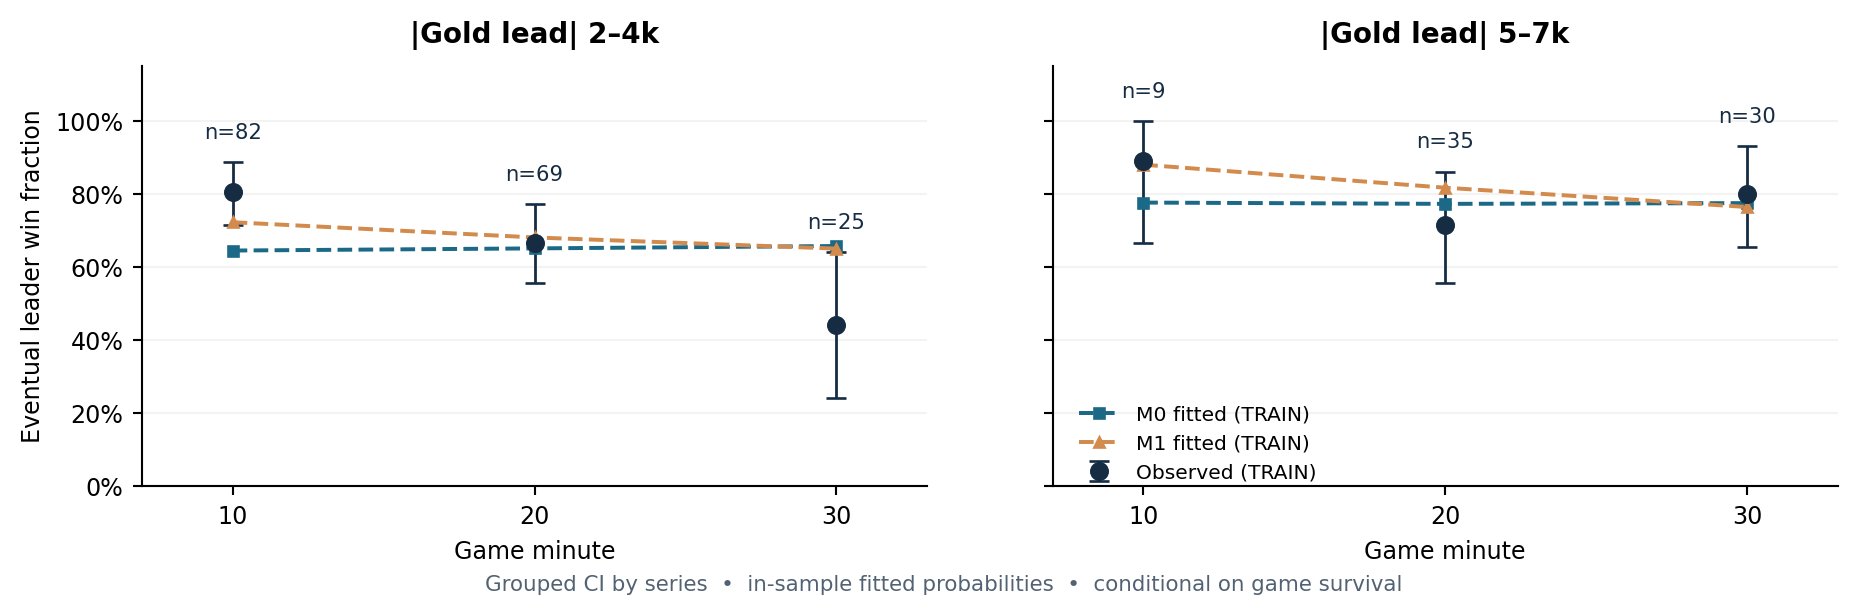 |Gold lead| 2–4k
|Gold lead| 5–7k
Eventual leader win fraction
100%
80%
60%
40%
20%
0%
n=82
n=69
n=25
10
20
30
Game minute
n=9
n=35
n=30
M0 fitted (TRAIN)
M1 fitted (TRAIN)
Observed (TRAIN)
10
20
30
Game minute
Grouped CI by series • in-sample fitted probabilities • conditional on game survival